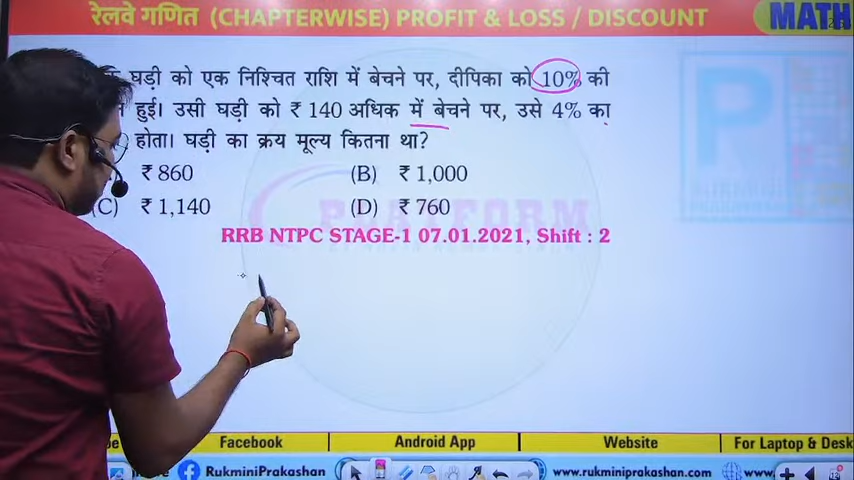 रेलवे गणित (CHAPTERWISE) PROFIT & LOSS / DISCOUNT
MATH
घड़ी को एक निश्चित राशि में बेचने पर, दीपिका को 10% की
हुई। उसी घड़ी को ₹ 140 अधिक में बेचने पर, उसे 4% का
होता। घड़ी का क्रय मूल्य कितना था?
₹ 860 (B) ₹ 1,000
(C) ₹ 1,140 (D) ₹ 760
PLATFORM
RRB NTPC STAGE-1 07.01.2021, Shift : 2
Facebook Android App Website For Laptop & Desk
RukminiPrakashan www.rukminiprakashan.com